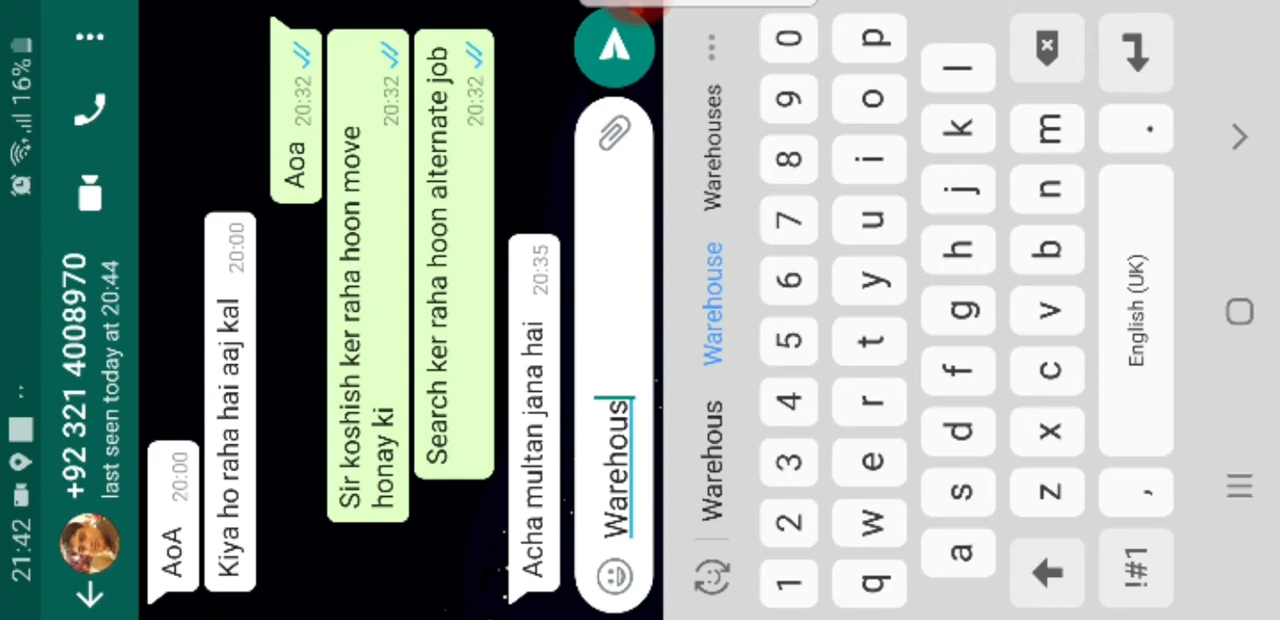 21:42
16%
+92 321 4008970
last seen today at 20:44
AoA 20:00
Kiya ho raha hai aaj kal 20:00
Aoa 20:32
Sir koshish ker raha hoon move
honay ki 20:32
Search ker raha hoon alternate job
20:32
Acha multan jana hai 20:35
Warehous
Warehous Warehouse Warehouses
1 2 3 4 5 6 7 8 9 0
q w e r t y u i o p
a s d f g h j k l
z x c v b n m
!#1 , English (UK) .